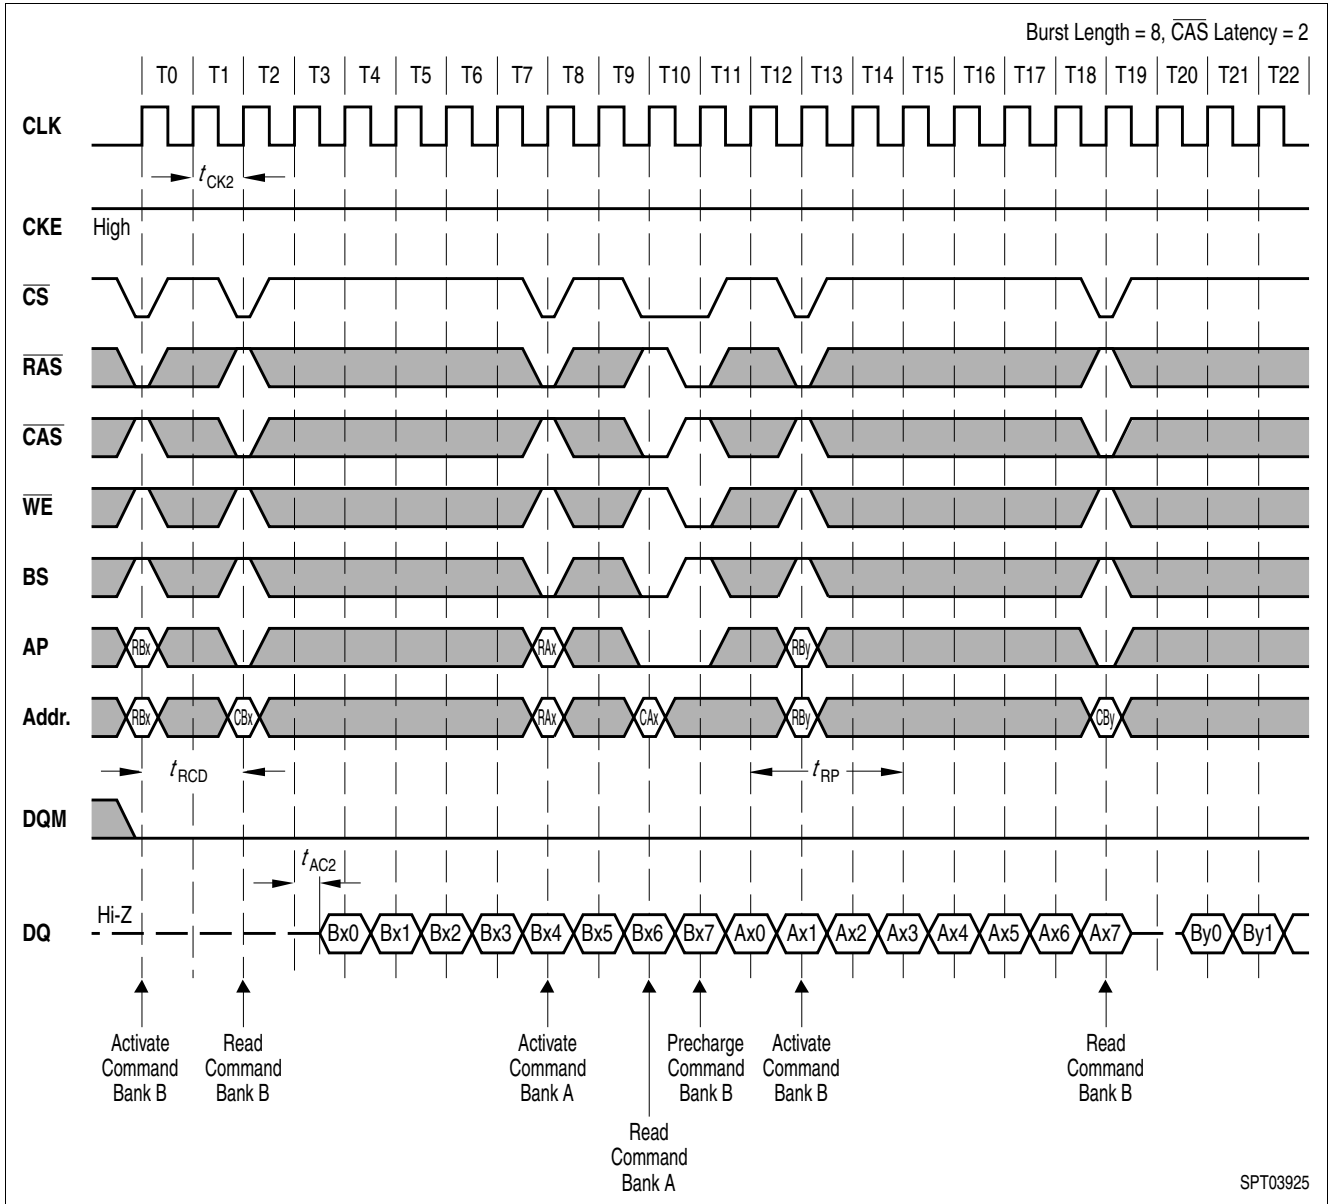 Burst Length = 8, CAS Latency = 2
T0 T1 T2 T3 T4 T5 T6 T7 T8 T9 T10 T11 T12 T13 T14 T15 T16 T17 T18 T19 T20 T21 T22
CLK
tCK2
CKE High
CS
RAS
CAS
WE
BS
AP RBx RAx RBy
Addr. RBx CBx RAx CAx RBy CBy
tRCD tRP
DQM
tAC2
Hi-Z
DQ Bx0 Bx1 Bx2 Bx3 Bx4 Bx5 Bx6 Bx7 Ax0 Ax1 Ax2 Ax3 Ax4 Ax5 Ax6 Ax7 By0 By1
Activate Read Activate Precharge Activate Read
Command Command Command Command Command Command
Bank B Bank B Bank A Bank B Bank B Bank B
Read
Command
Bank A
SPT03925